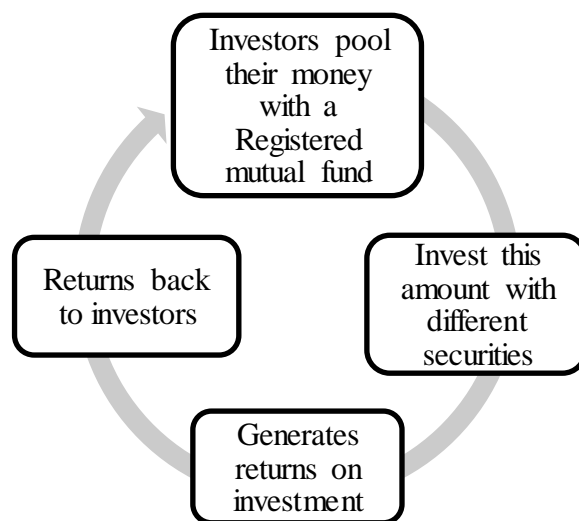 Investors pool
their money
with a
Registered
mutual fund
Invest this
amount with
different
securities
Generates
returns on
investment
Returns back
to investors